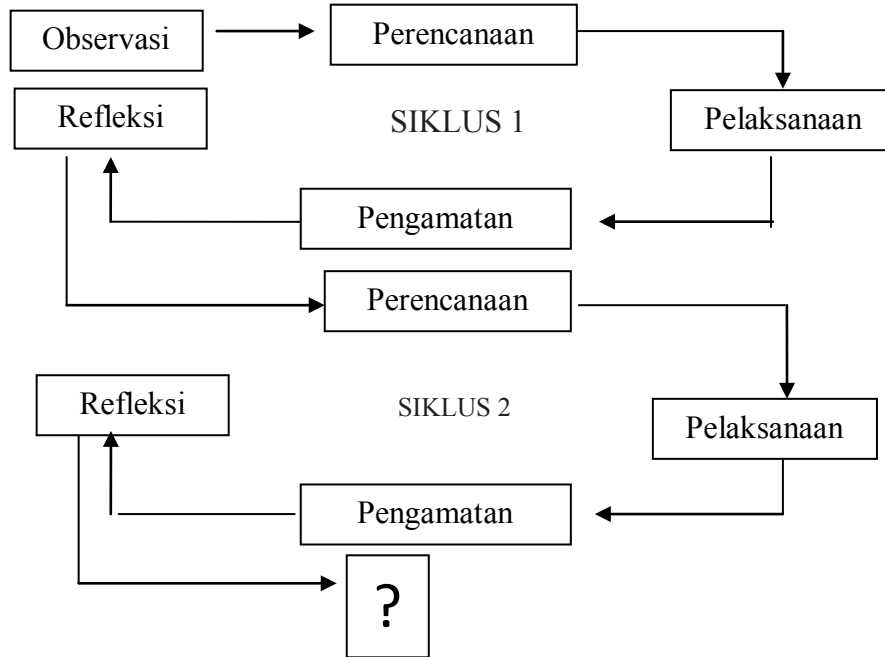 Observasi
Perencanaan
Refleksi
SIKLUS 1
Pelaksanaan
Pengamatan
Perencanaan
Refleksi
SIKLUS 2
Pelaksanaan
Pengamatan
?